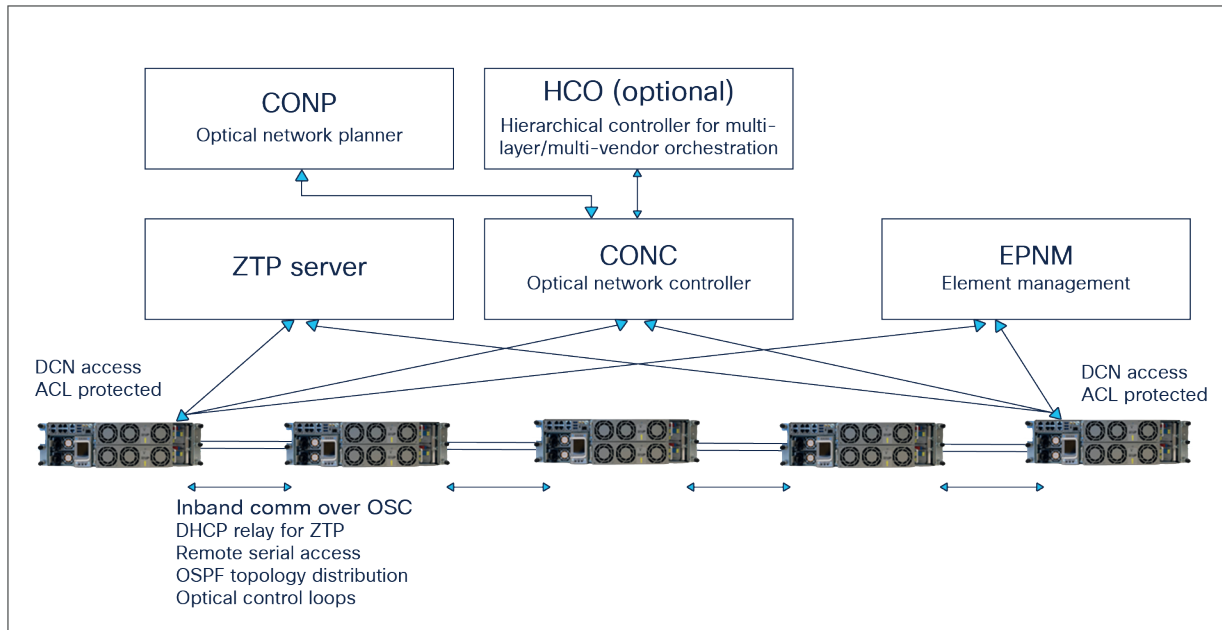 CONP
Optical network planner
HCO (optional)
Hierarchical controller for multi-
layer/multi-vendor orchestration
ZTP server
CONC
Optical network controller
EPNM
Element management
DCN access
ACL protected
DCN access
ACL protected
Inband comm over OSC
DHCP relay for ZTP
Remote serial access
OSPF topology distribution
Optical control loops